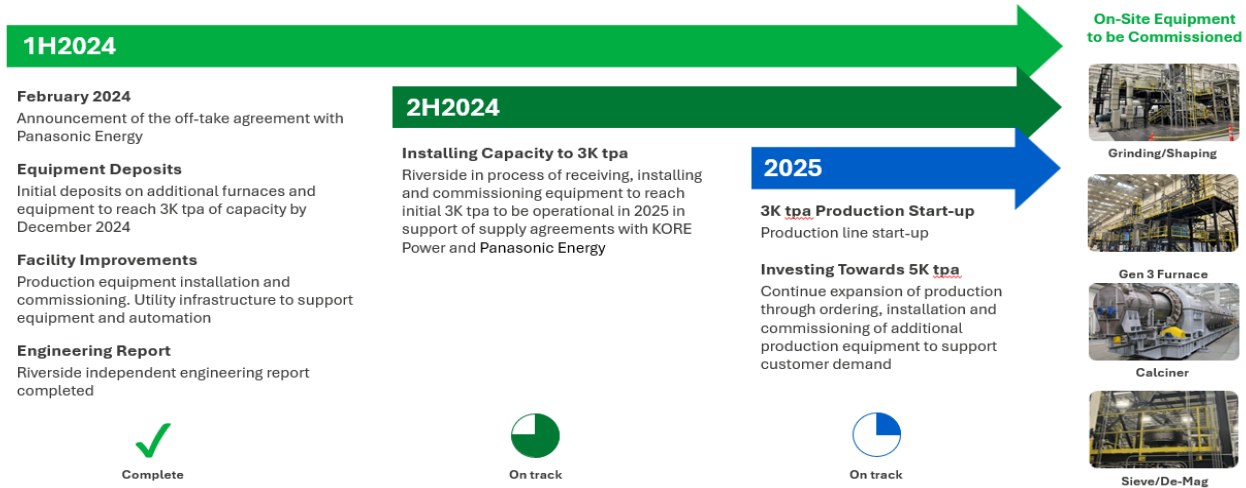 1H2024
February 2024
Announcement of the off-take agreement with
Panasonic Energy
Equipment Deposits
Initial deposits on additional furnaces and
equipment to reach 3K tpa of capacity by
December 2024
Facility Improvements
Production equipment installation and
commissioning. Utility infrastructure to support
equipment and automation
Engineering Report
Riverside independent engineering report
completed
Complete
2H2024
Installing Capacity to 3K tpa
Riverside in process of receiving, installing
and commissioning equipment to reach
initial 3K tpa to be operational in 2025 in
support of supply agreements with KORE
Power and Panasonic Energy
On track
2025
3K tpa Production Start-up
Production line start-up
Investing Towards 5K tpa
Continue expansion of production
through ordering, installation and
commissioning of additional
production equipment to support
customer demand
On track
On-Site Equipment
to be Commissioned
Grinding/Shaping
Gen 3 Furnace
Calciner
Sieve/De-Mag